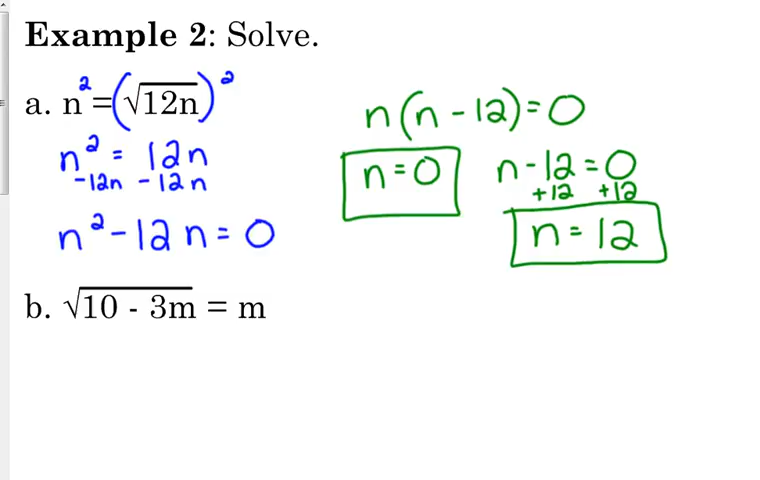 Example 2: Solve.
a. n² = (√12n)²
n² = 12n
-12n -12n
n² - 12n = 0
n(n - 12) = 0
n = 0 n - 12 = 0
+12 +12
n = 12
b. √10 - 3m = m